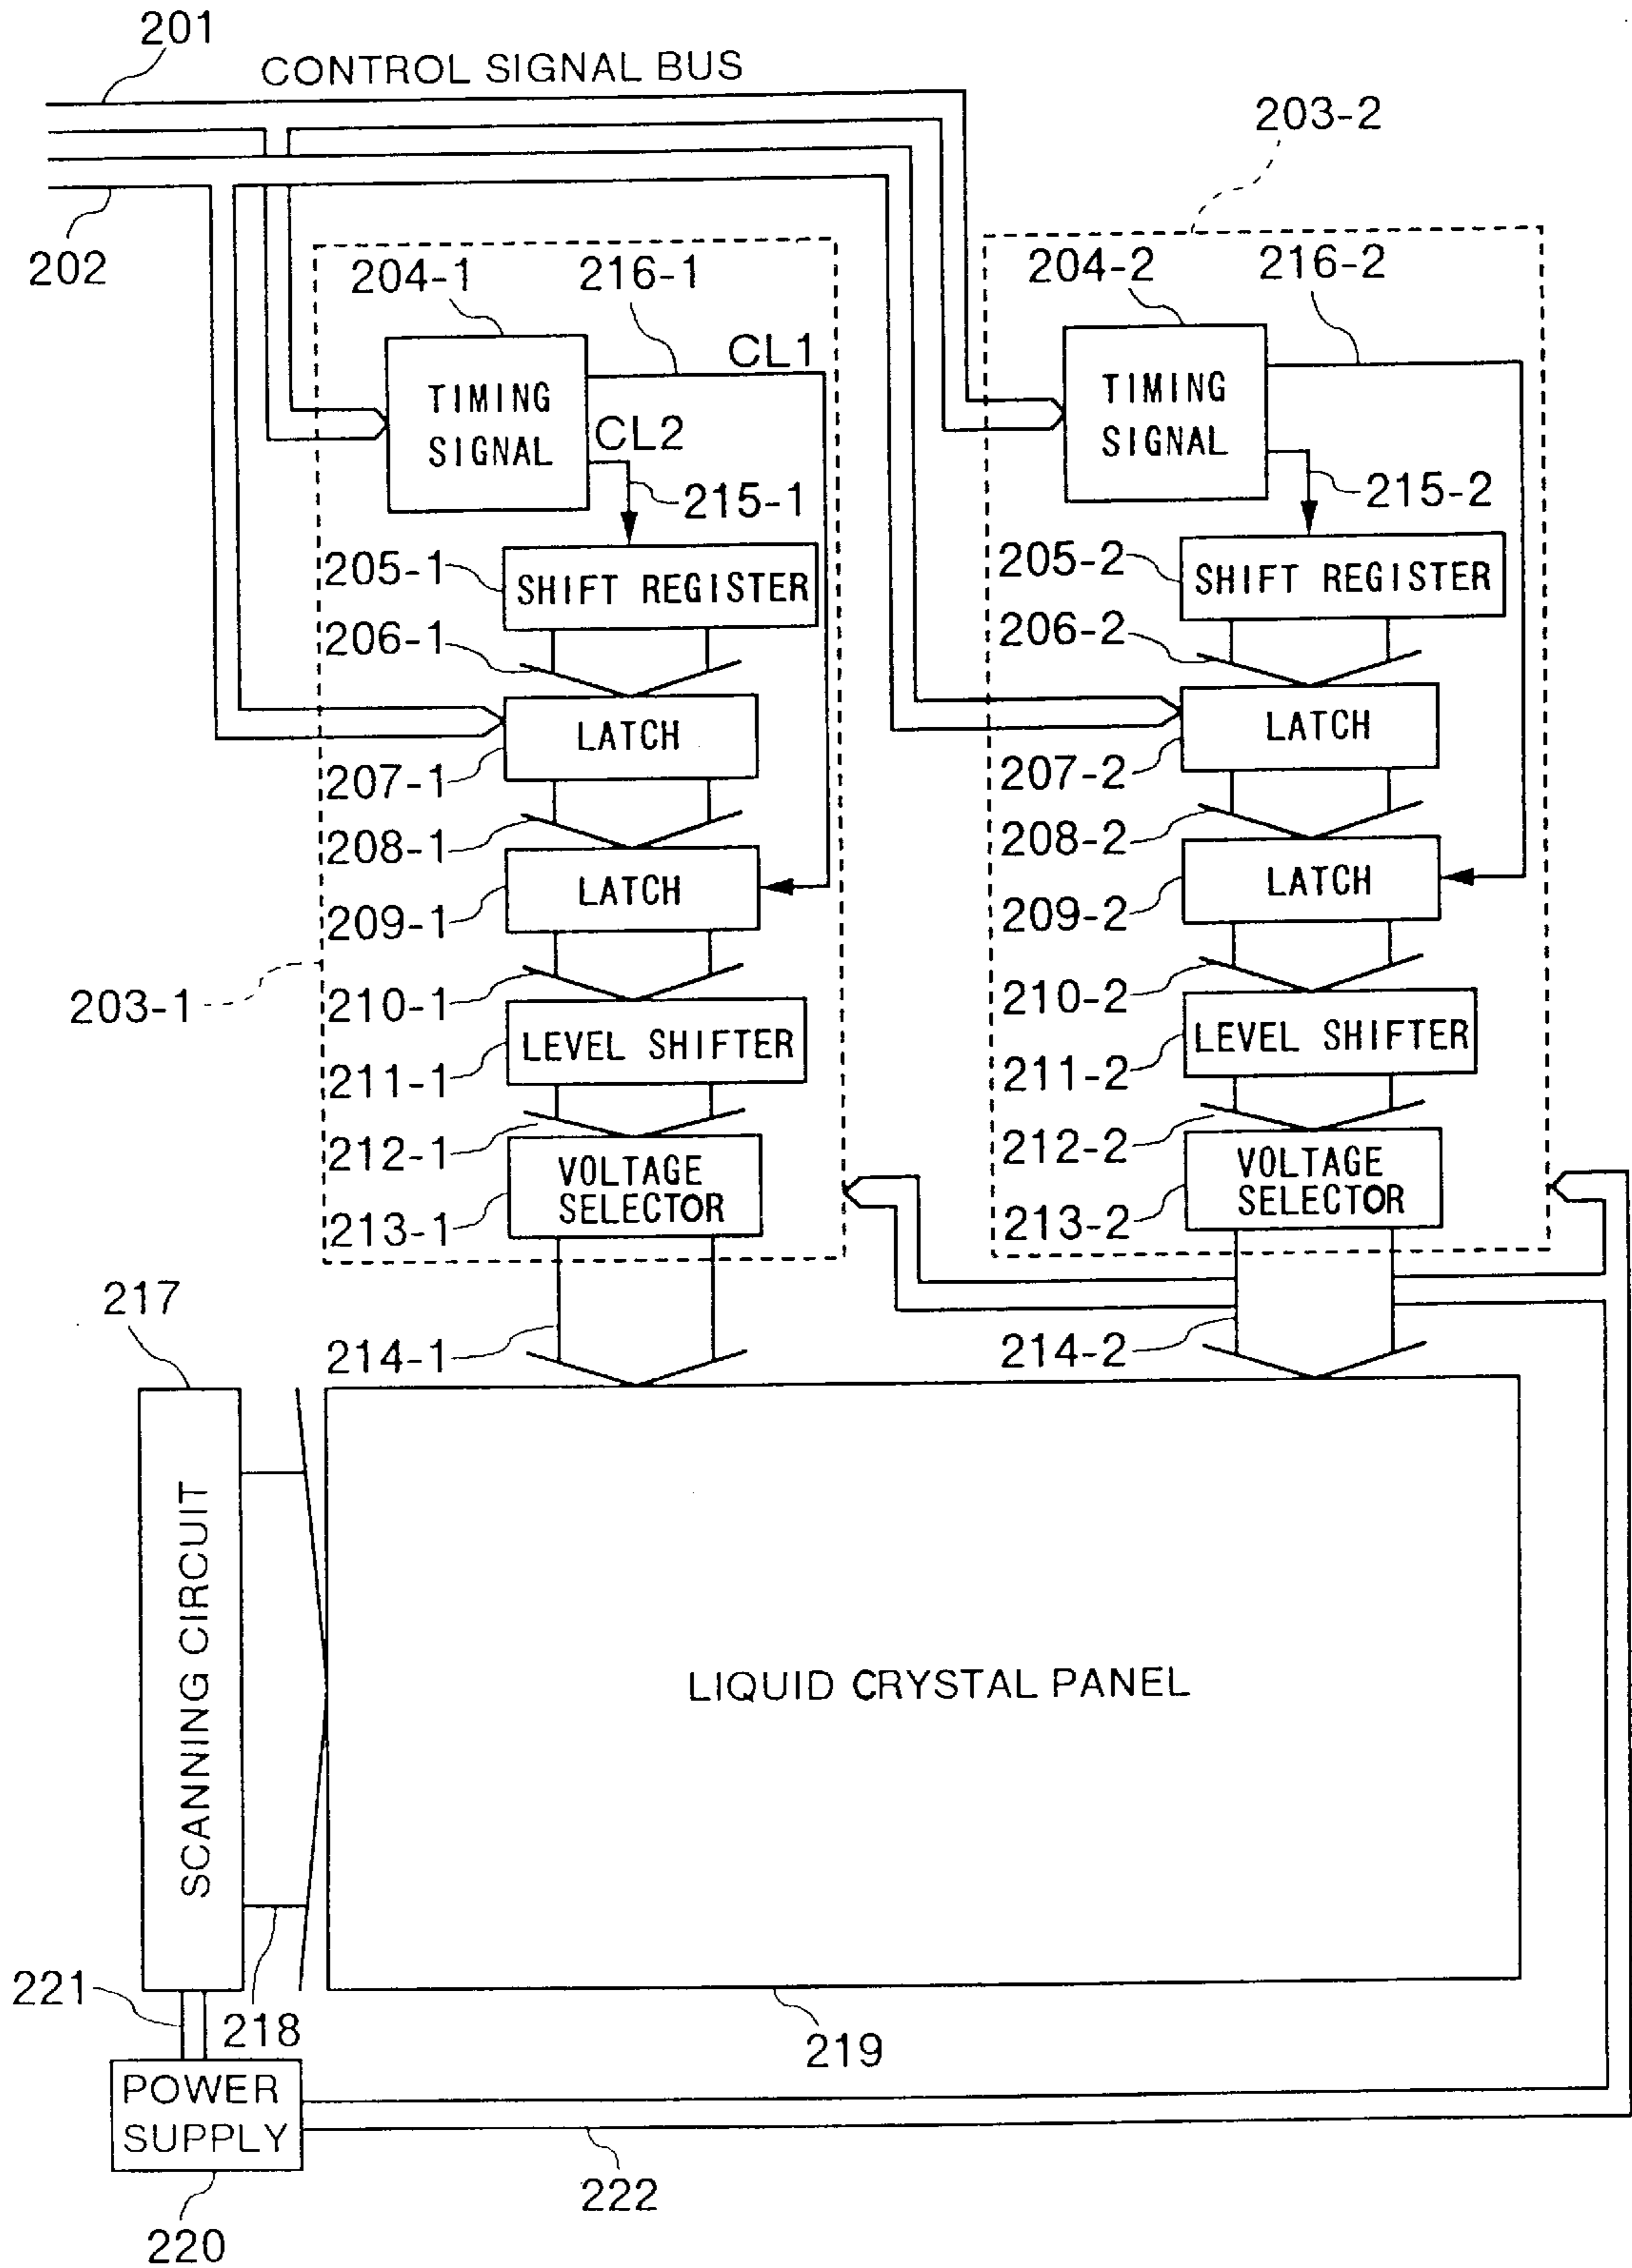 201
CONTROL SIGNAL BUS
203-2
202
204-1
216-1
204-2
216-2
CL1
TIMING
SIGNAL
TIMING
SIGNAL
CL2
215-1
215-2
205-1
SHIFT REGISTER
205-2
SHIFT REGISTER
206-1
206-2
LATCH
LATCH
207-1
207-2
208-1
208-2
LATCH
LATCH
209-1
209-2
203-1
210-1
210-2
LEVEL SHIFTER
LEVEL SHIFTER
211-1
211-2
212-1
212-2
VOLTAGE
SELECTOR
VOLTAGE
SELECTOR
213-1
213-2
217
214-1
214-2
SCANNING CIRCUIT
LIQUID CRYSTAL PANEL
221
218
219
POWER
SUPPLY
222
220